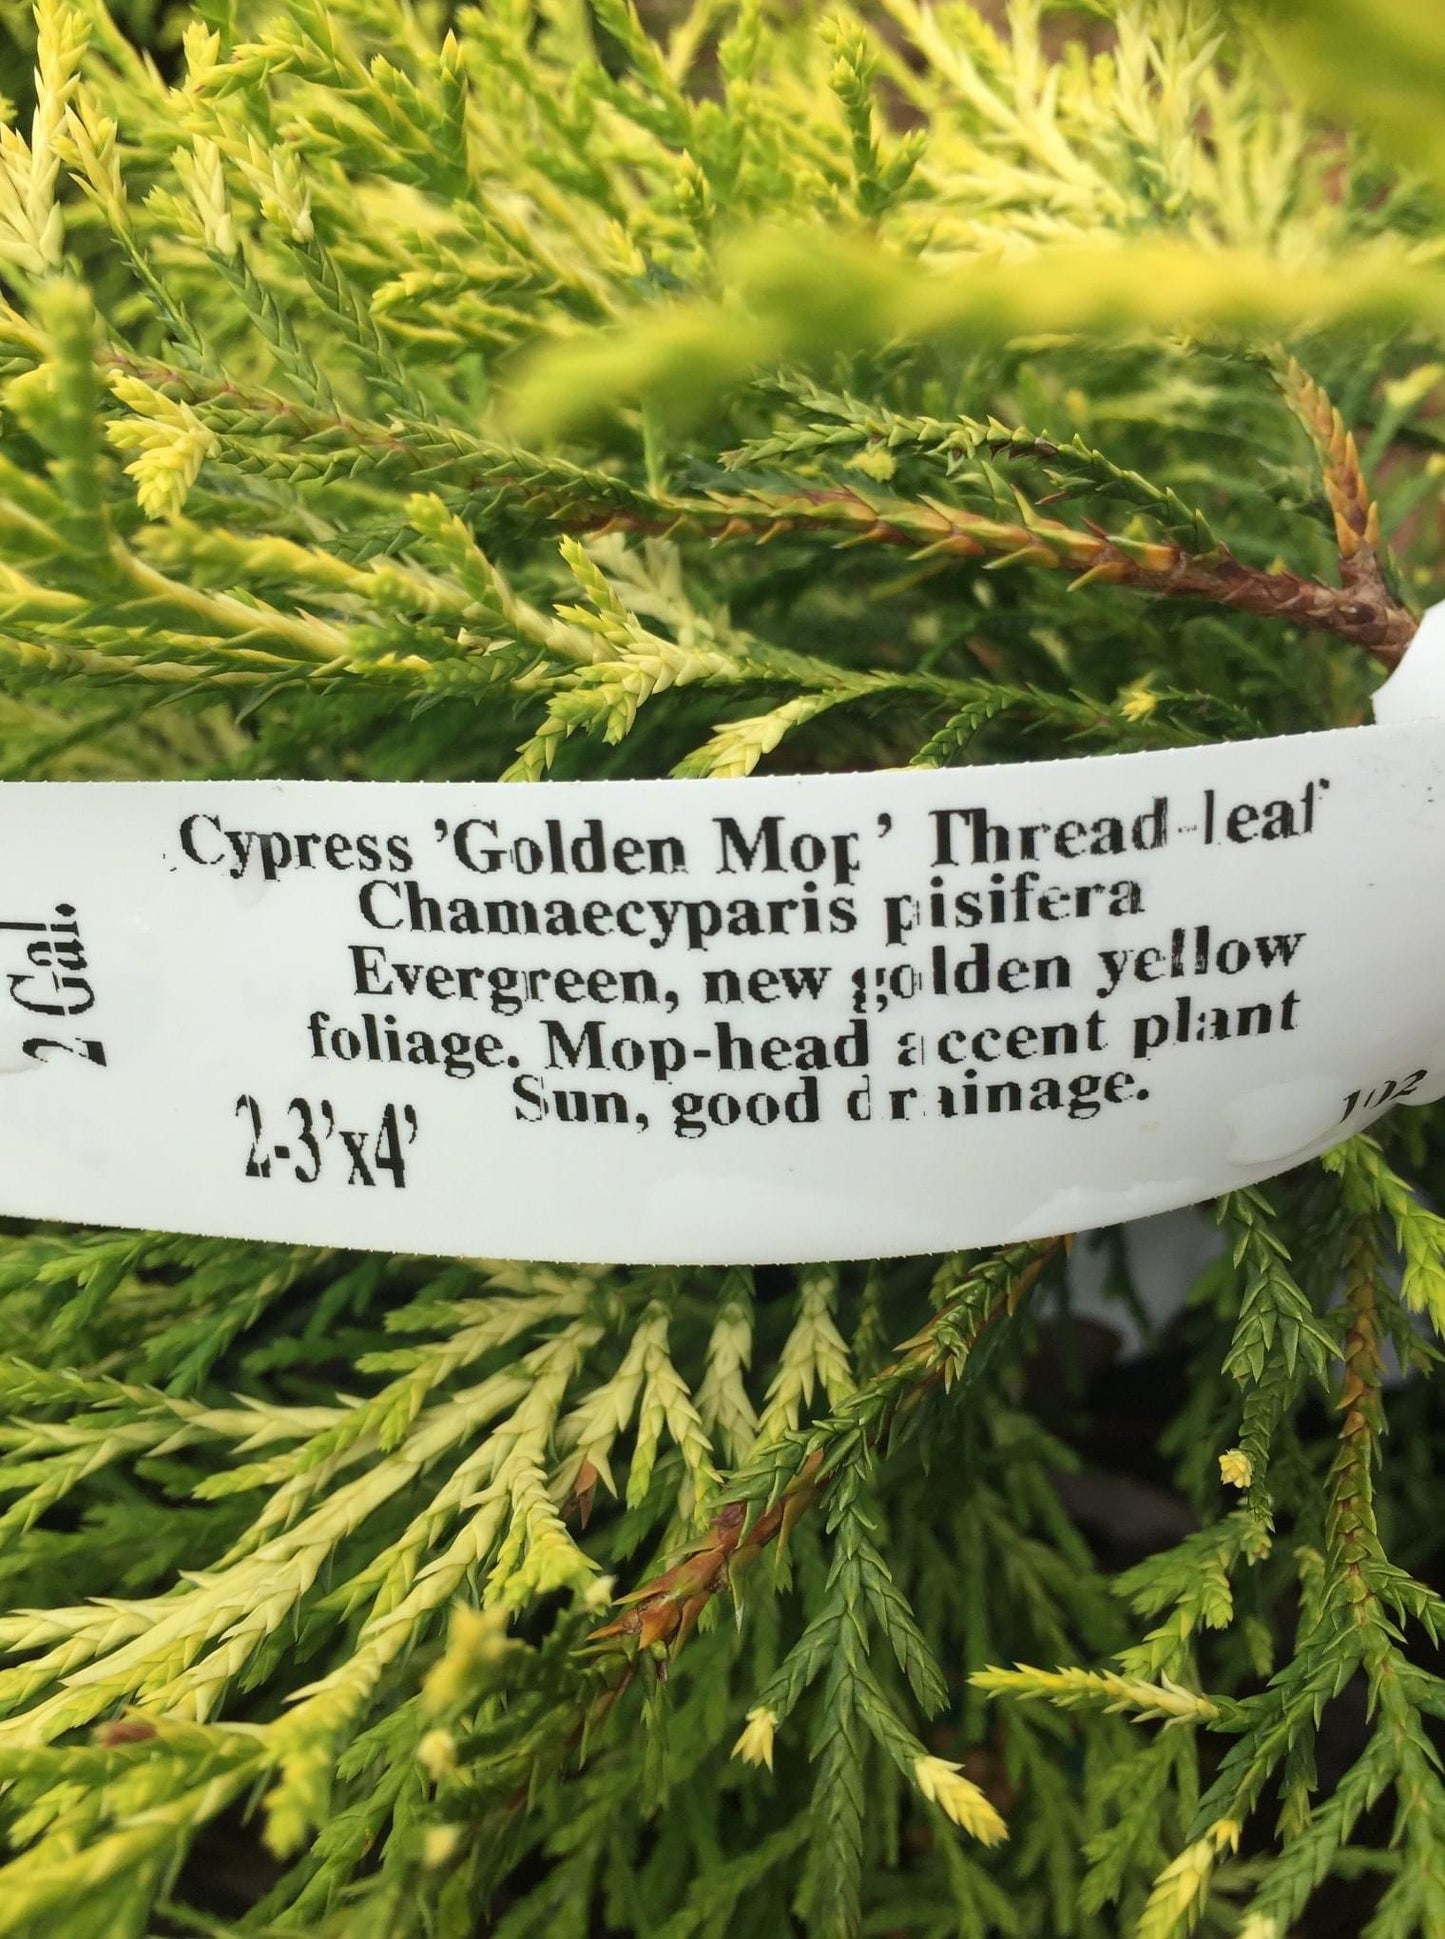 Cypress 'Golden Mop' Thread-leaf
Chamaecyparis pisifera
Evergreen, new golden yellow
foliage. Mop-head accent plant
Sun, good drainage.
2-3'x4'
2 Gal.
102